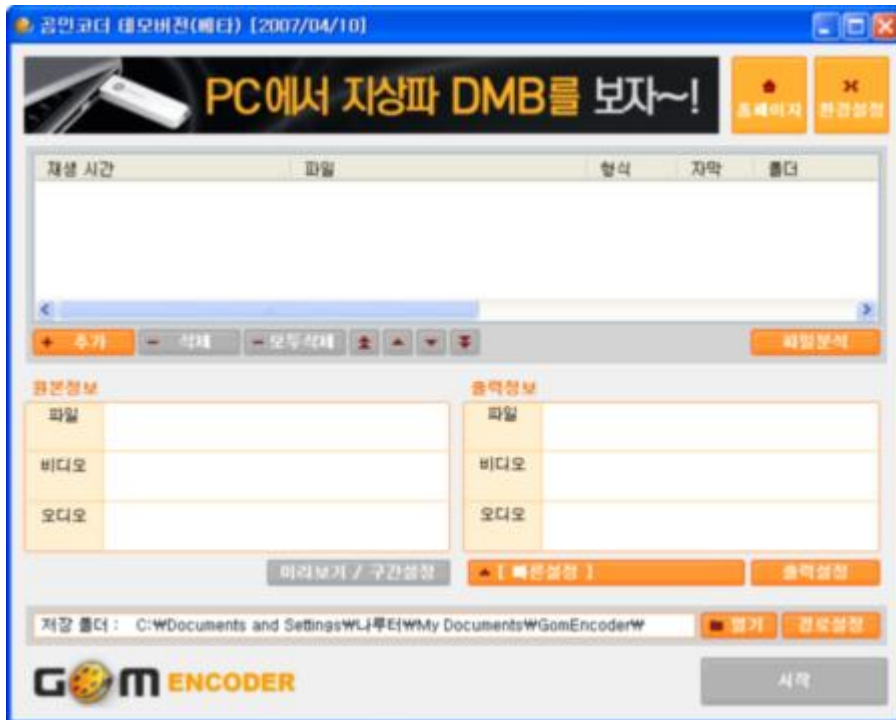 곰인코더 데모버전(베타) [2007/04/10]
PC에서 지상파 DMB를 보자~!
홈페이지
환경설정
재생 시간 파일 형식 자막 폴더
+ 추가 - 삭제 - 모두삭제 파일분석
원본정보
파일
비디오
오디오
출력정보
파일
비디오
오디오
미리보기 / 구간설정 [ 빠른설정 ] 출력설정
저장 폴더 : C:₩Documents and Settings₩나루터₩My Documents₩GomEncoder₩ 열기 경로설정
GOM ENCODER
시작